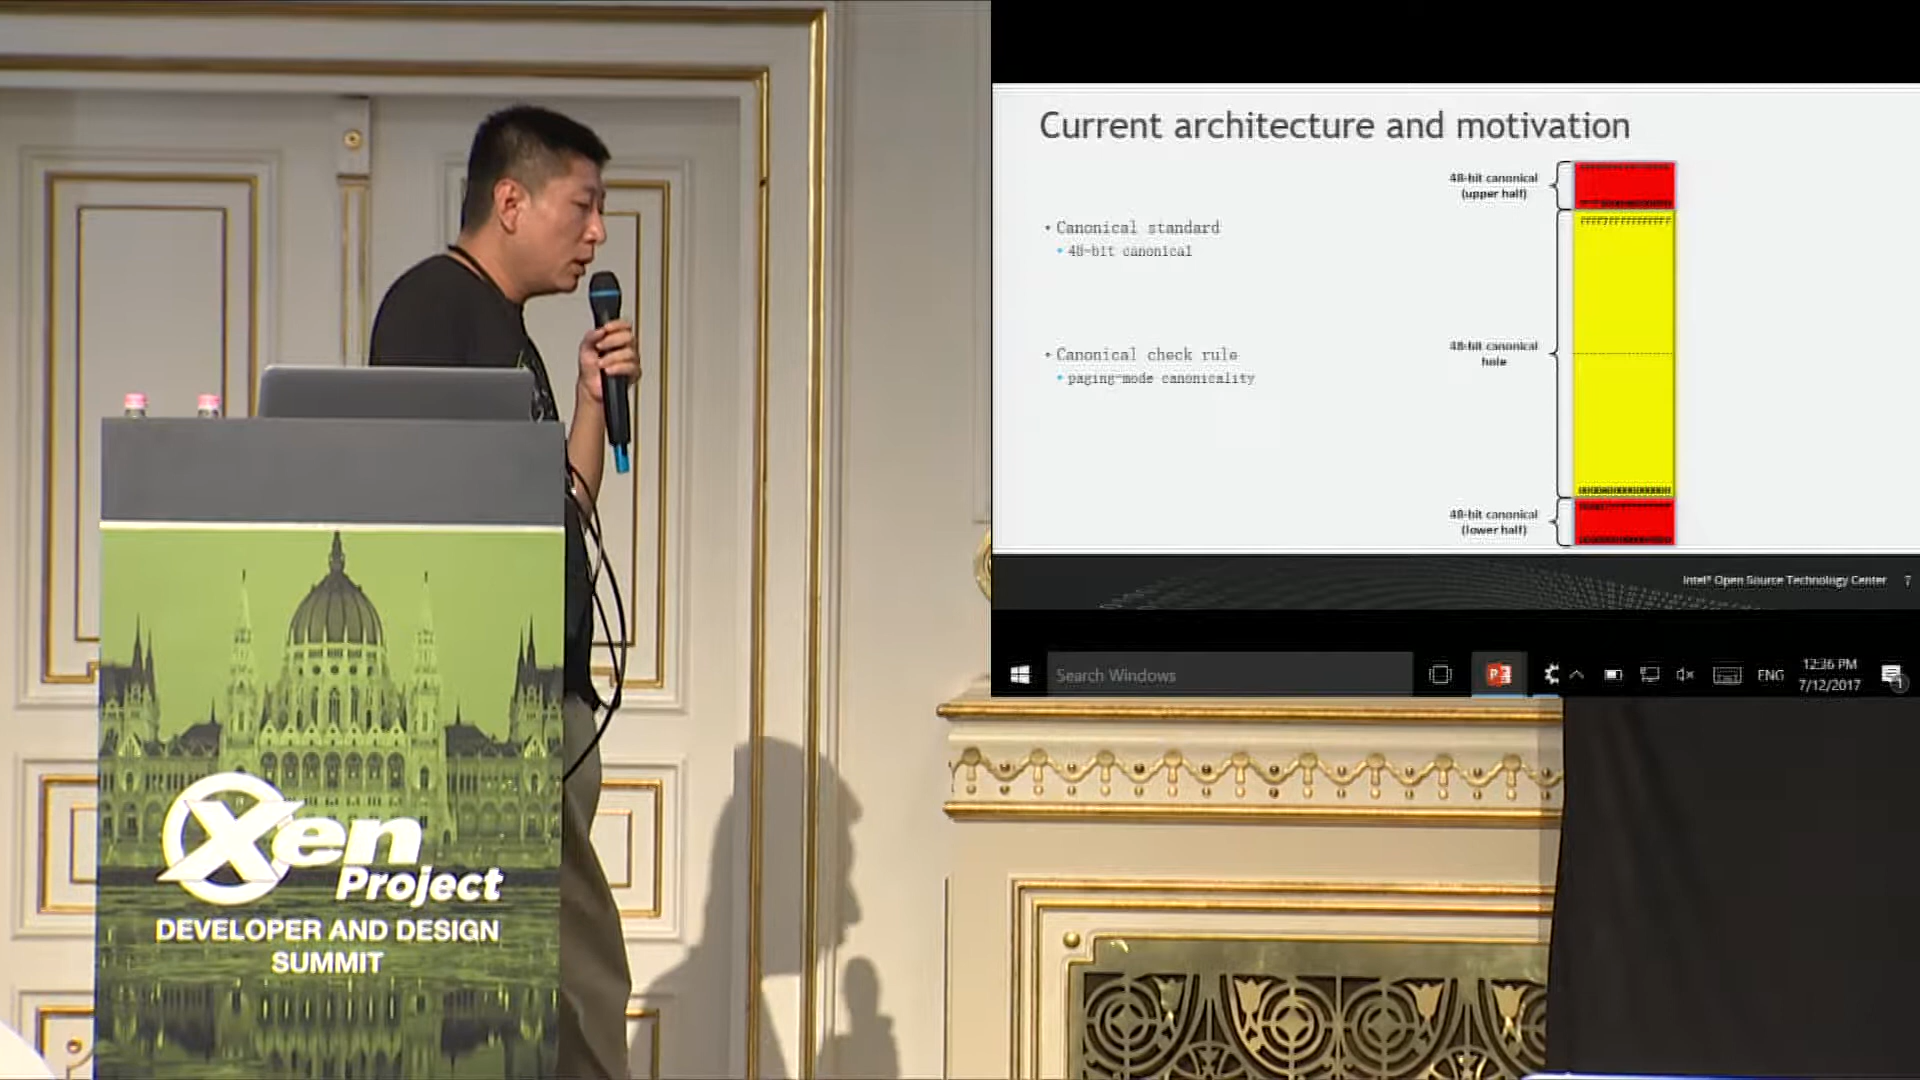 Xen
Project
DEVELOPER AND DESIGN
SUMMIT
Current architecture and motivation
• Canonical standard
• 48-bit canonical
• Canonical check rule
• paging-mode canonicality
48-bit canonical
(upper half)
48-bit canonical
hole
48-bit canonical
(lower half)
Intel® Open Source Technology Center 7
Search Windows
ENG
12:36 PM
7/12/2017
1